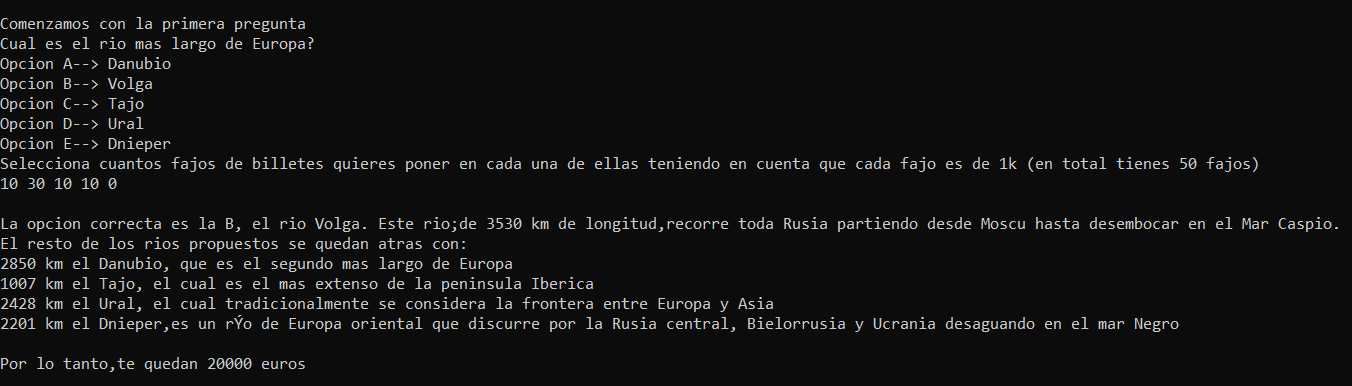 Comenzamos con la primera pregunta
Cual es el rio mas largo de Europa?
Opcion A--> Danubio
Opcion B--> Volga
Opcion C--> Tajo
Opcion D--> Ural
Opcion E--> Dnieper
Selecciona cuantos fajos de billetes quieres poner en cada una de ellas teniendo en cuenta que cada fajo es de 1k (en total tienes 50 fajos)
10 30 10 10 0
La opcion correcta es la B, el rio Volga. Este rio;de 3530 km de longitud,recorre toda Rusia partiendo desde Moscu hasta desembocar en el Mar Caspio.
El resto de los rios propuestos se quedan atras con:
2850 km el Danubio, que es el segundo mas largo de Europa
1007 km el Tajo, el cual es el mas extenso de la peninsula Iberica
2428 km el Ural, el cual tradicionalmente se considera la frontera entre Europa y Asia
2201 km el Dnieper,es un rÝo de Europa oriental que discurre por la Rusia central, Bielorrusia y Ucrania desaguando en el mar Negro
Por lo tanto,te quedan 20000 euros